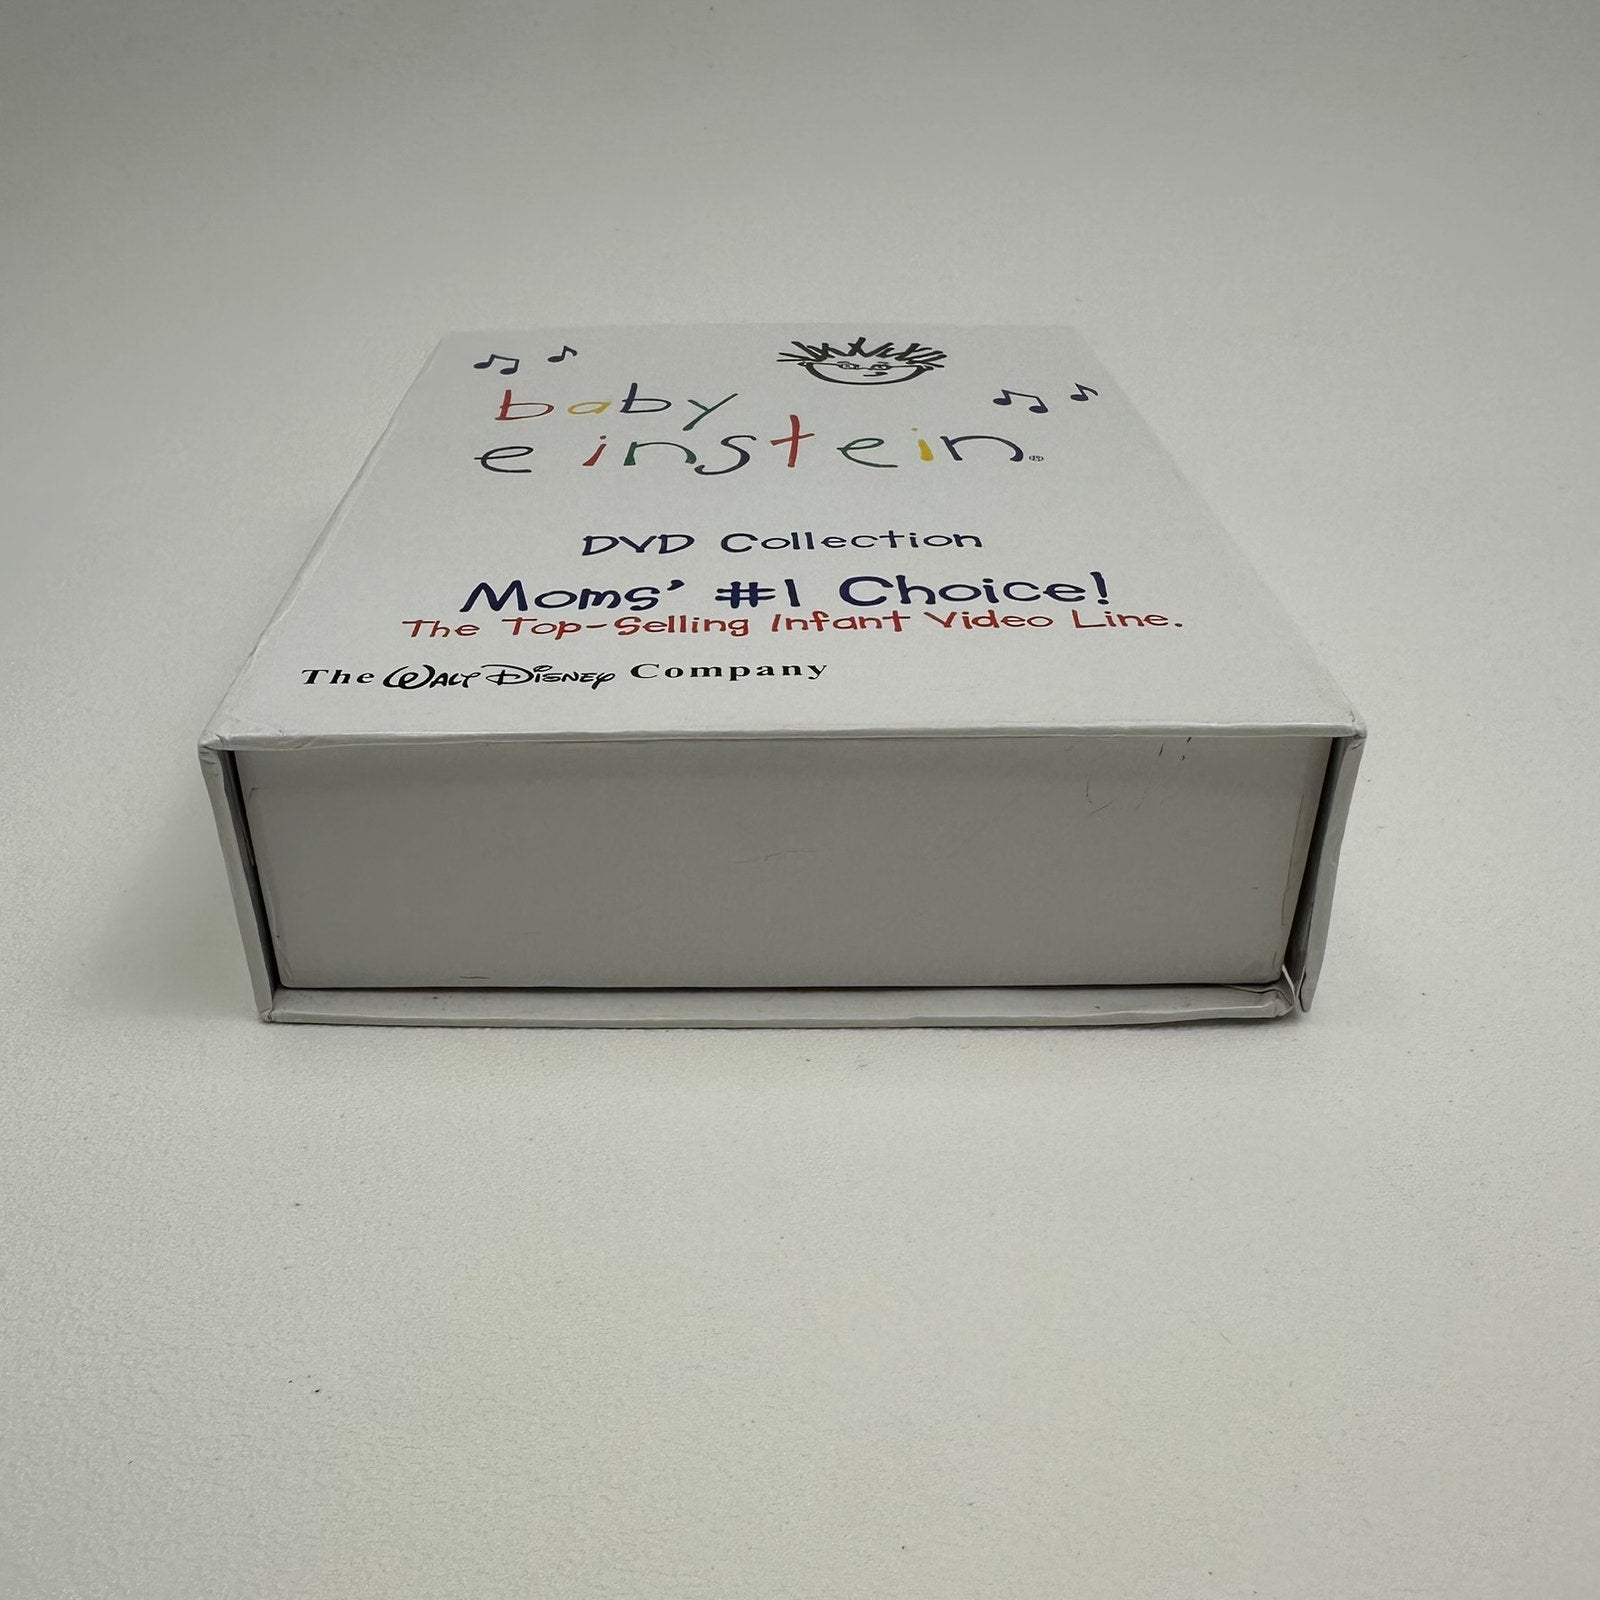 baby
einstein®
DVD Collection
Moms' #1 Choice!
The Top-Selling Infant Video Line.
The Walt Disney Company